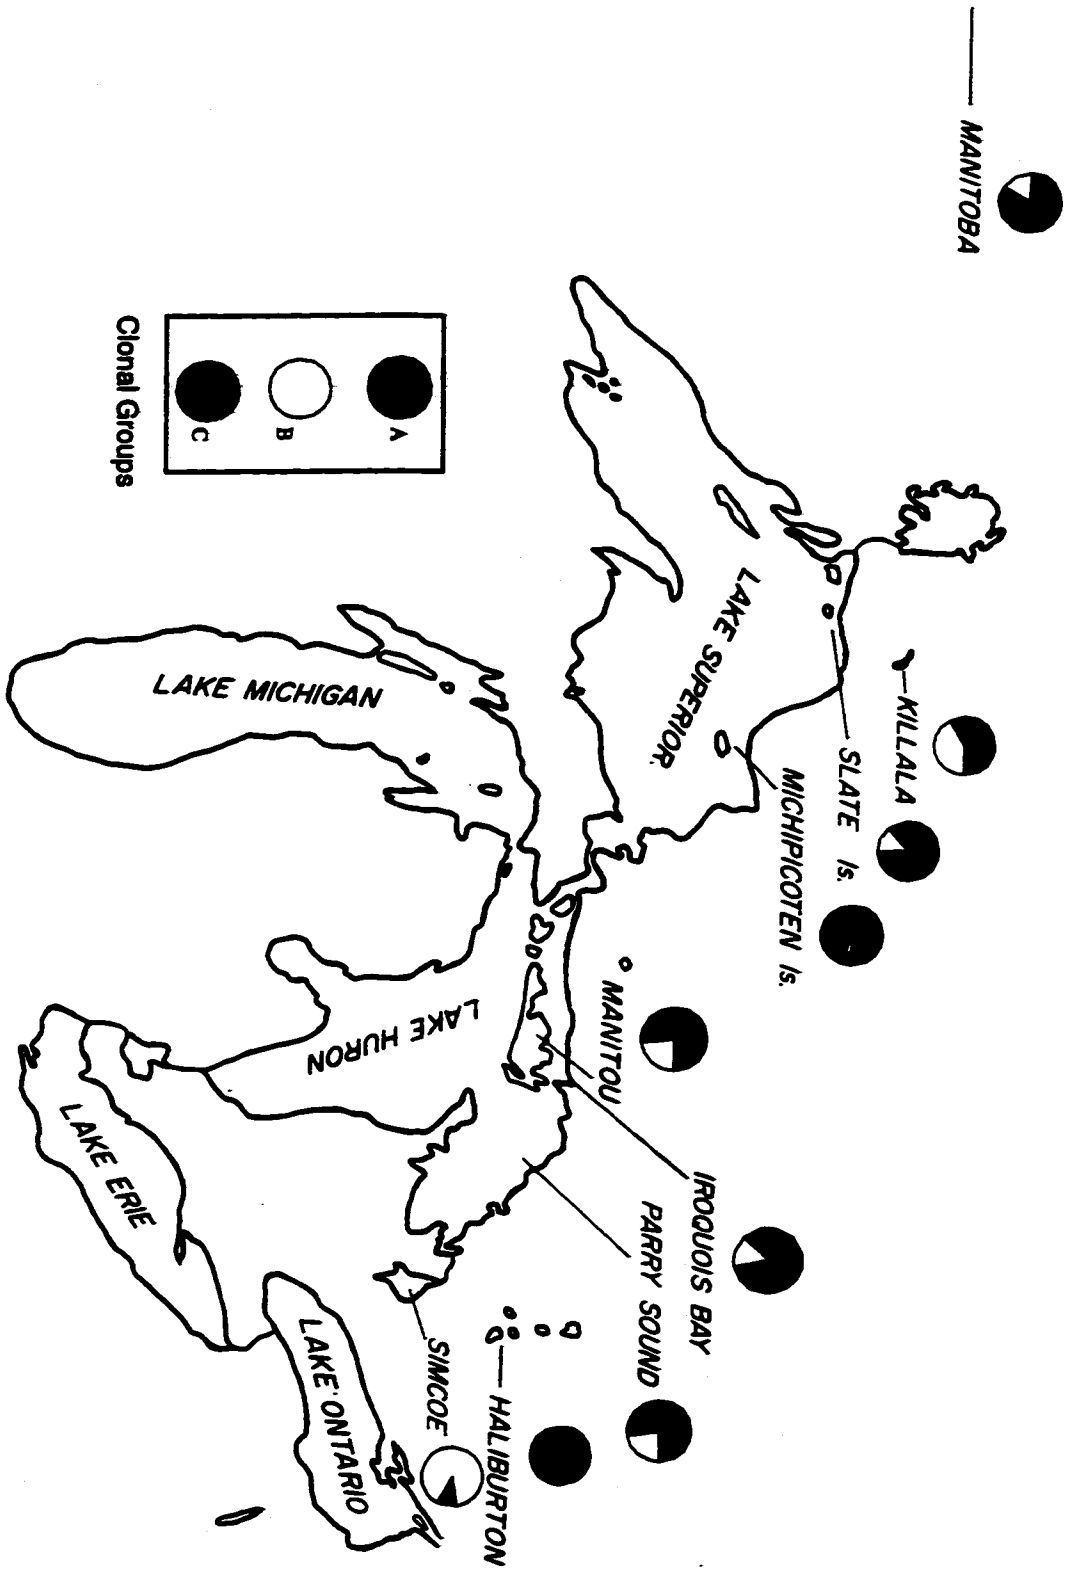 MANITOBA
KILLALA
SLATE Is.
MICHIPICOTEN Is.
LAKE SUPERIOR.
MANITOU
IROQUOIS BAY
PARRY SOUND
HALIBURTON
SIMCOE
LAKE MICHIGAN
LAKE HURON
LAKE ERIE
LAKE ONTARIO
A
B
C
Clonal Groups